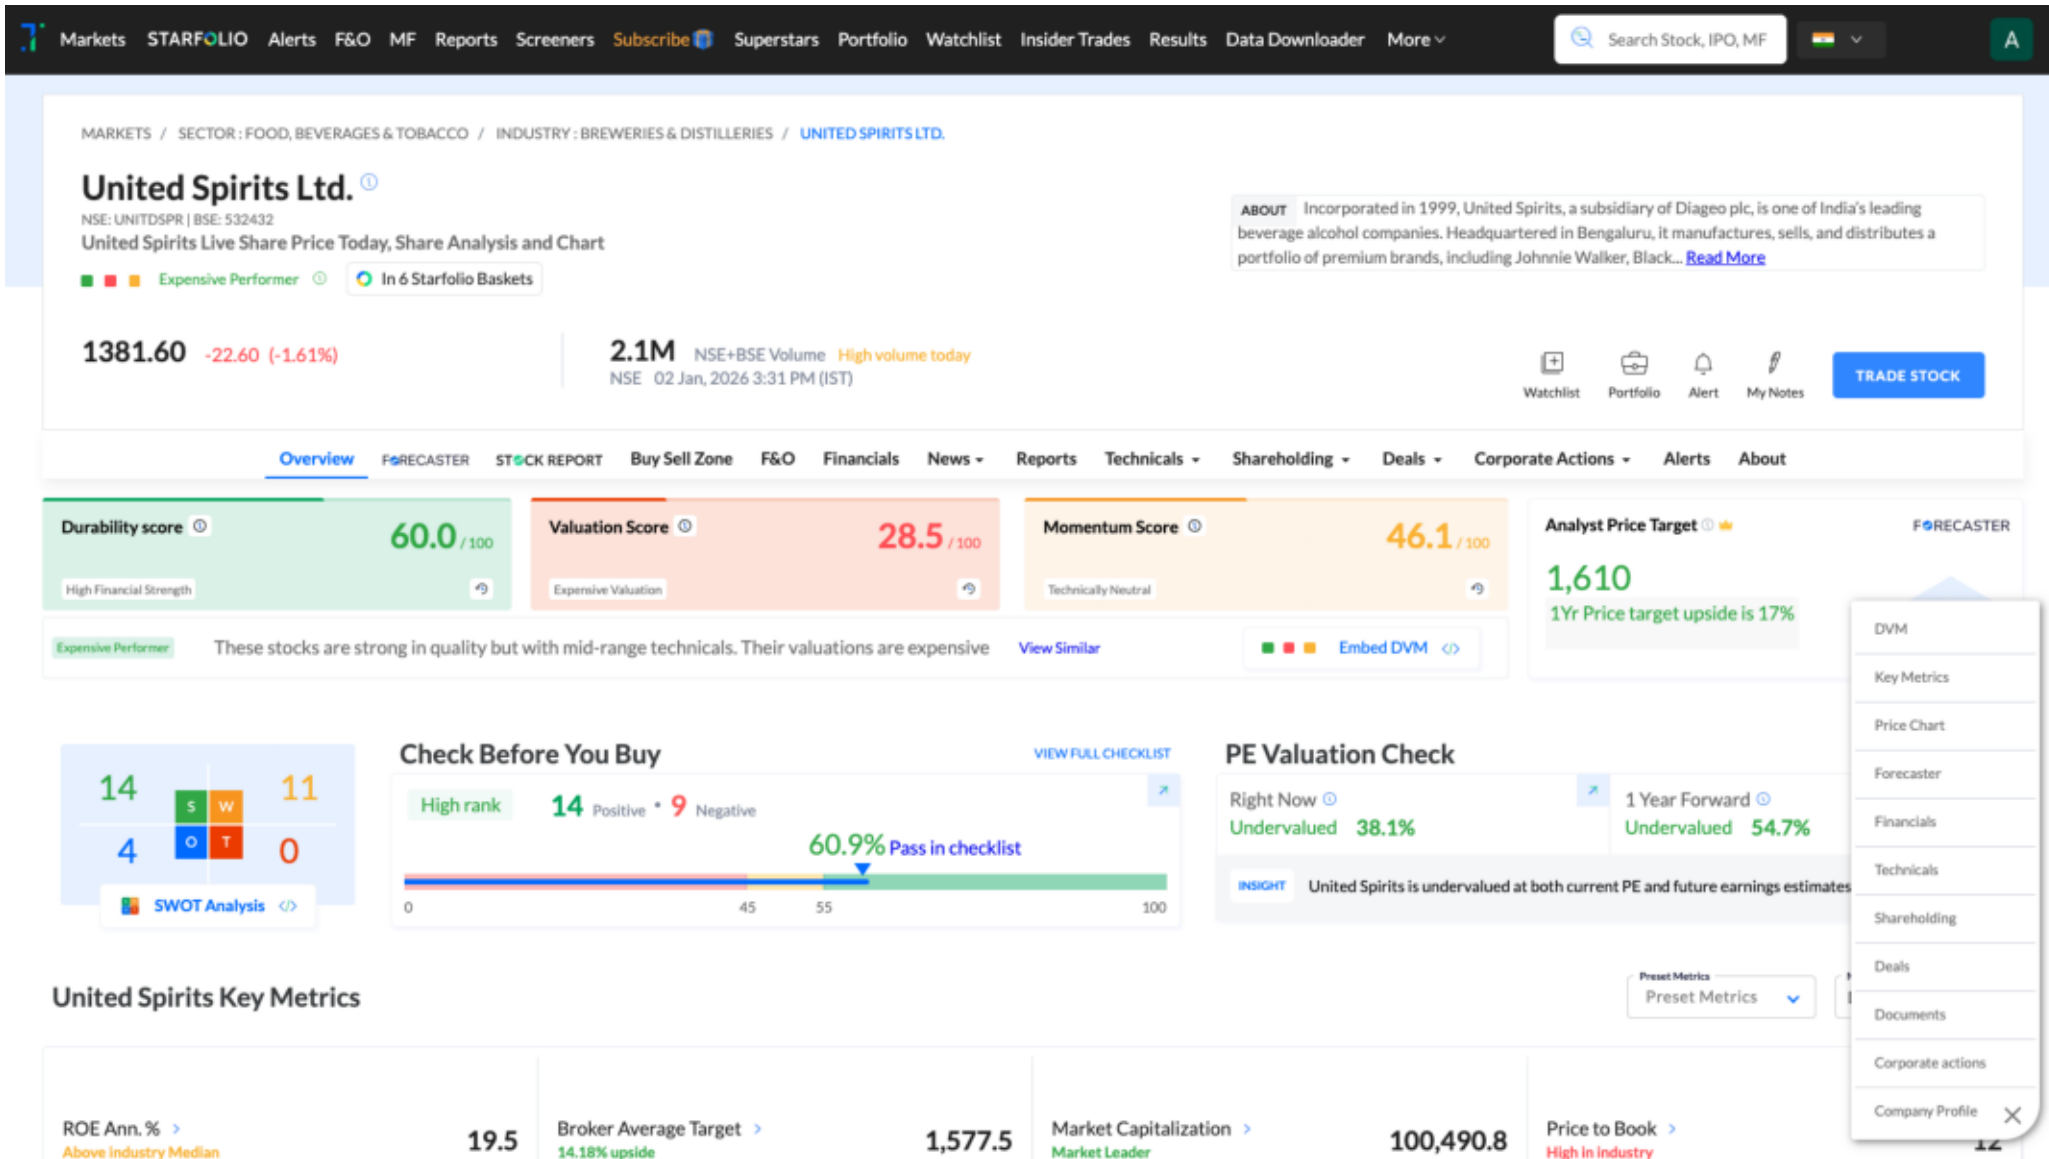 Markets STARFOLIO Alerts F&O MF Reports Screeners Subscribe Superstars Portfolio Watchlist Insider Trades Results Data Downloader More Search Stock, IPO, MF A
MARKETS / SECTOR : FOOD, BEVERAGES & TOBACCO / INDUSTRY : BREWERIES & DISTILLERIES / UNITED SPIRITS LTD.
United Spirits Ltd.
NSE: UNITDSPR | BSE: 532432
United Spirits Live Share Price Today, Share Analysis and Chart
Expensive Performer In 6 Starfolio Baskets
ABOUT Incorporated in 1999, United Spirits, a subsidiary of Diageo plc, is one of India's leading
beverage alcohol companies. Headquartered in Bengaluru, it manufactures, sells, and distributes a
portfolio of premium brands, including Johnnie Walker, Black... Read More
1381.60 -22.60 (-1.61%)
2.1M NSE+BSE Volume High volume today
NSE 02 Jan, 2026 3:31 PM (IST)
Watchlist Portfolio Alert My Notes TRADE STOCK
Overview FORECASTER STOCK REPORT Buy Sell Zone F&O Financials News Reports Technicals Shareholding Deals Corporate Actions Alerts About
Durability score 60.0 / 100
High Financial Strength
Valuation Score 28.5 / 100
Expensive Valuation
Momentum Score 46.1 / 100
Technically Neutral
Analyst Price Target FORECASTER
1,610
1Yr Price target upside is 17%
Expensive Performer These stocks are strong in quality but with mid-range technicals. Their valuations are expensive View Similar Embed DVM </>
14 S W 11
4 O T 0
SWOT Analysis </>
Check Before You Buy VIEW FULL CHECKLIST
High rank 14 Positive • 9 Negative
60.9% Pass in checklist
0 45 55 100
PE Valuation Check
Right Now
Undervalued 38.1%
1 Year Forward
Undervalued 54.7%
INSIGHT United Spirits is undervalued at both current PE and future earnings estimates
DVM
Key Metrics
Price Chart
Forecaster
Financials
Technicals
Shareholding
Deals
Documents
Corporate actions
Company Profile
United Spirits Key Metrics
Preset Metrics
Preset Metrics
ROE Ann. % 19.5
Above industry Median
Broker Average Target 1,577.5
14.18% upside
Market Capitalization 100,490.8
Market Leader
Price to Book 12
High in industry